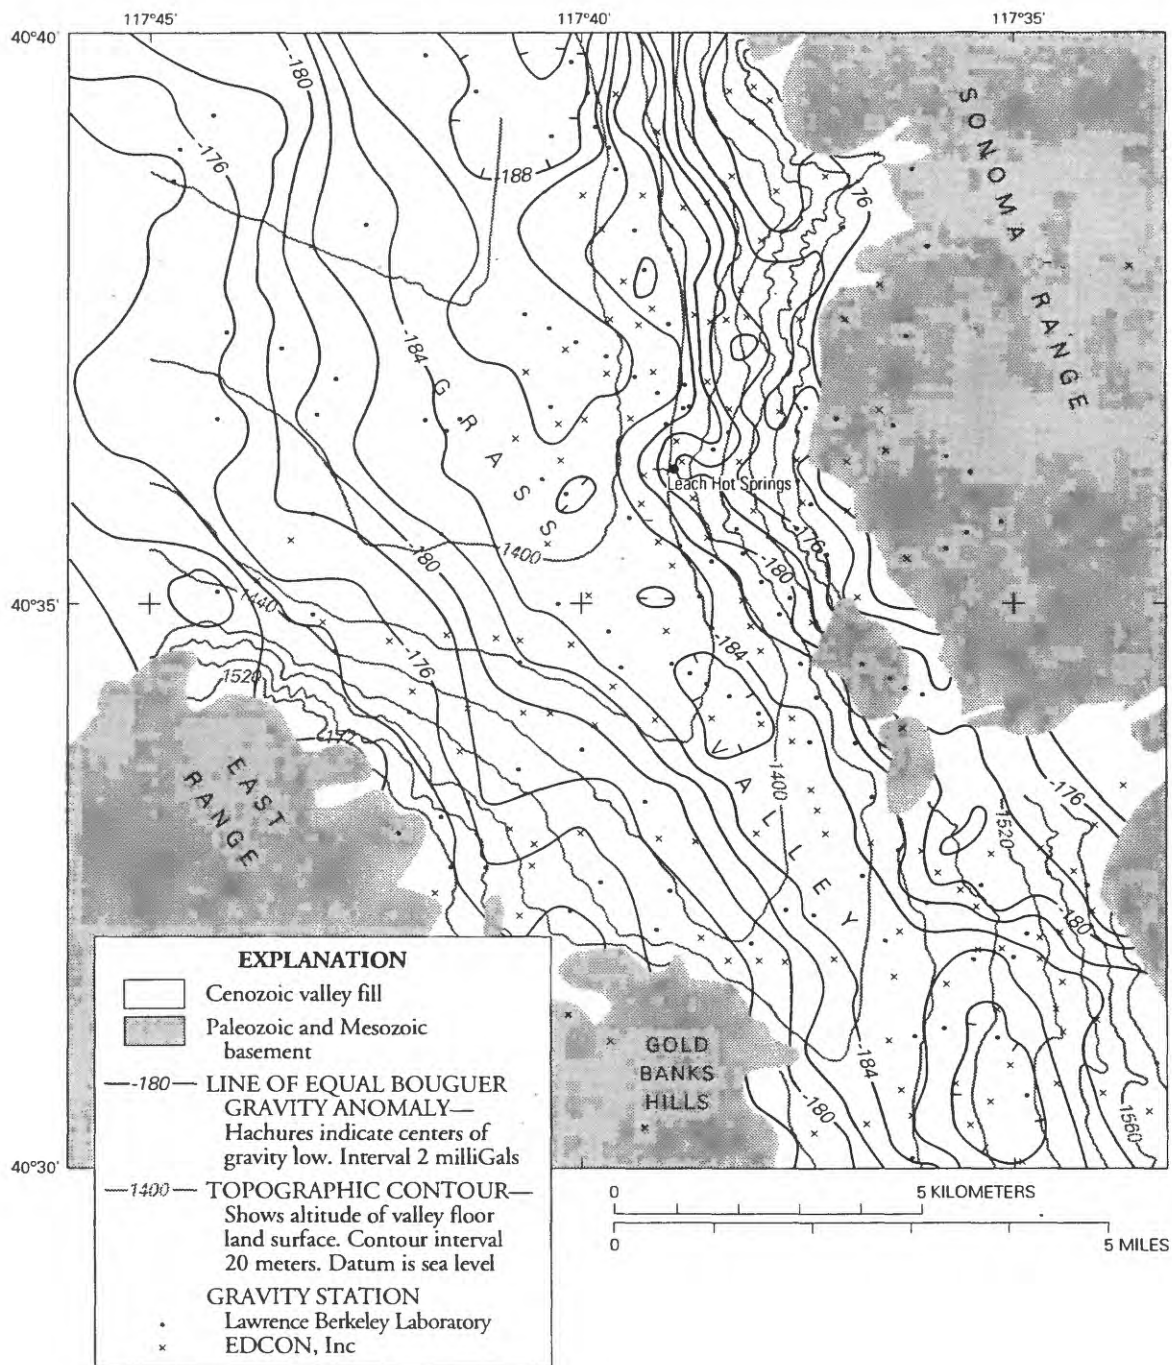 117°45' 117°40' 117°35'
40°40'
-180
SONOMA RANGE
-176
-188
76
-184
GRASS
Leach Hot Springs
1400
-180
-176
-180
40°35'
1440
-184
-176
1520
-172
EAST
RANGE
VALLEY
1400
-176
1520
-180
GOLD
BANKS
HILLS
-184
-180
1560
40°30'
EXPLANATION
Cenozoic valley fill
Paleozoic and Mesozoic
basement
-180 LINE OF EQUAL BOUGUER
GRAVITY ANOMALY—
Hachures indicate centers of
gravity low. Interval 2 milliGals
1400 TOPOGRAPHIC CONTOUR—
Shows altitude of valley floor
land surface. Contour interval
20 meters. Datum is sea level
GRAVITY STATION
. Lawrence Berkeley Laboratory
× EDCON, Inc
0 5 KILOMETERS
0 5 MILES